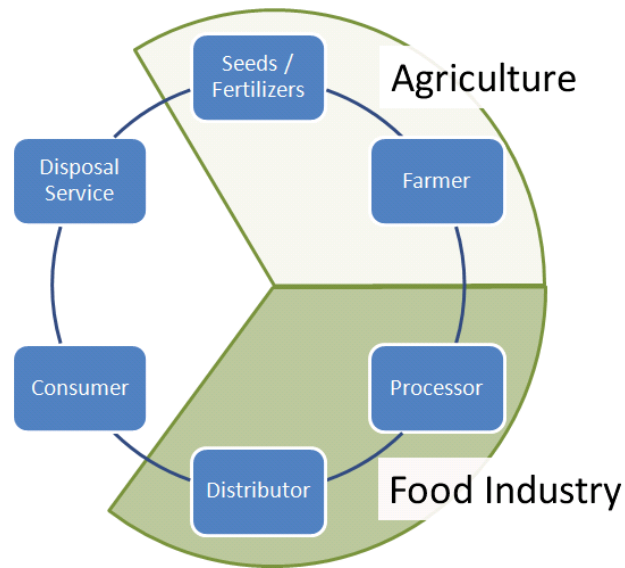 Seeds /
Fertilizers
Agriculture
Disposal
Service
Farmer
Consumer
Processor
Distributor
Food Industry